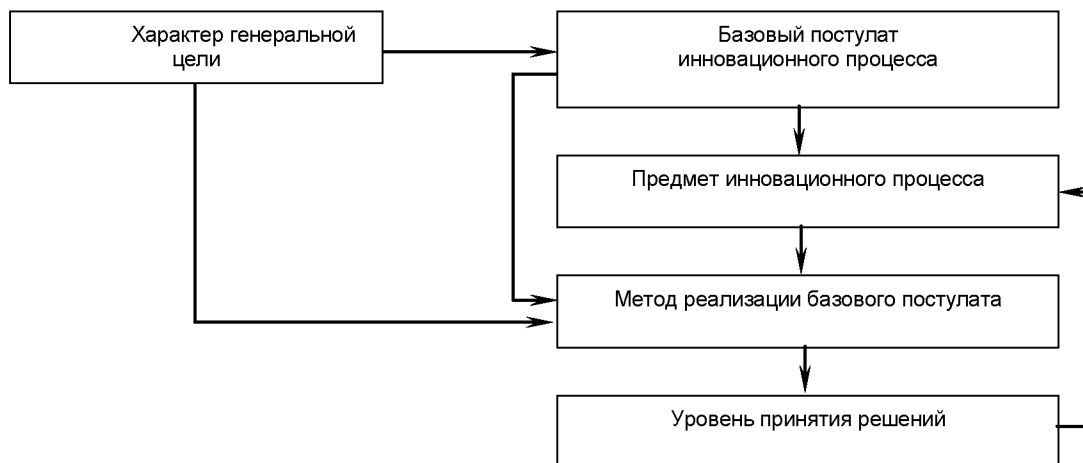 Характер генеральной
цели
Базовый постулат
инновационного процесса
Предмет инновационного процесса
Метод реализации базового постулата
Уровень принятия решений